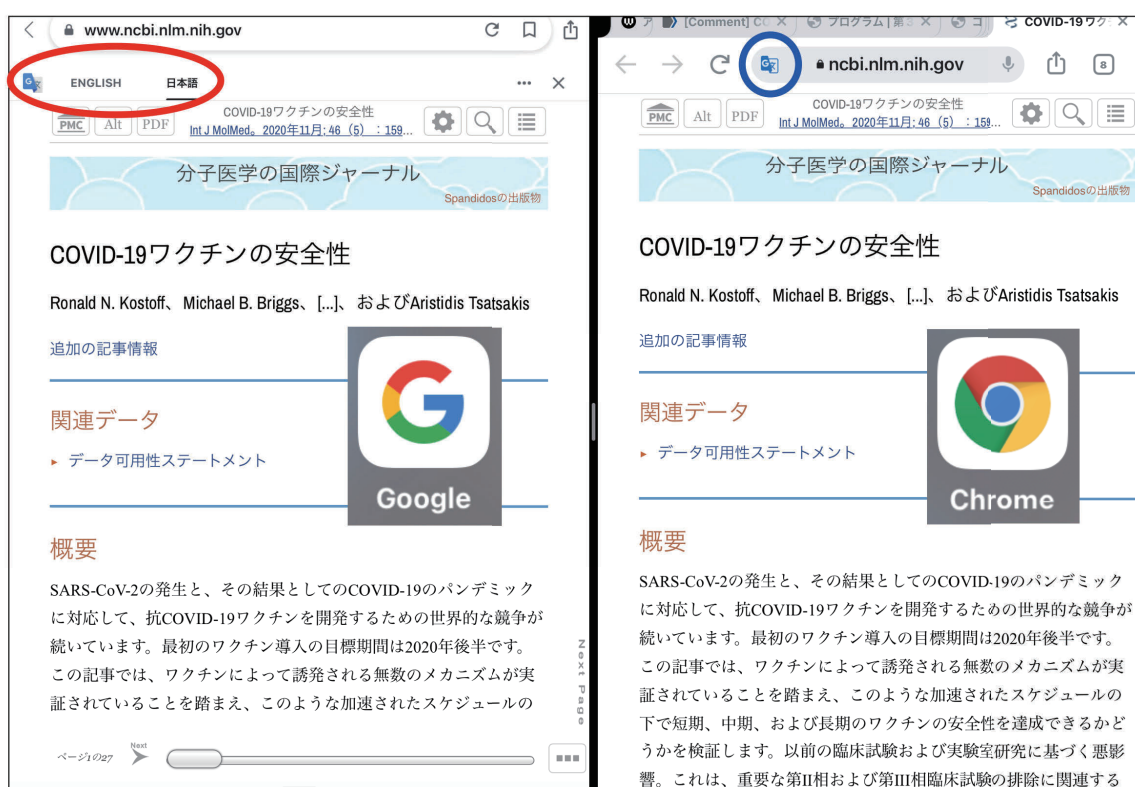 www.ncbi.nlm.nih.gov
ENGLISH 日本語
PMC Alt PDF
COVID-19ワクチンの安全性
Int J MolMed。2020年11月; 46（5）：159...
分子医学の国際ジャーナル
Spandidosの出版物
COVID-19ワクチンの安全性
Ronald N. Kostoff、Michael B. Briggs、[...]、およびAristidis Tsatsakis
追加の記事情報
関連データ
データ可用性ステートメント
Google
概要
SARS-CoV-2の発生と、その結果としてのCOVID-19のパンデミック
に対応して、抗COVID-19ワクチンを開発するための世界的な競争が
続いています。最初のワクチン導入の目標期間は2020年後半です。
この記事では、ワクチンによって誘発される無数のメカニズムが実
証されていることを踏まえ、このような加速されたスケジュールの
Next Page
ページ1の27
Next
ア [Comment] CC プログラム | 第3 コ COVID-19 ワク
ncbi.nlm.nih.gov 8
PMC Alt PDF
COVID-19ワクチンの安全性
Int J MolMed。2020年11月; 46（5）：159...
分子医学の国際ジャーナル
Spandidosの出版物
COVID-19ワクチンの安全性
Ronald N. Kostoff、Michael B. Briggs、[...]、およびAristidis Tsatsakis
追加の記事情報
関連データ
データ可用性ステートメント
Chrome
概要
SARS-CoV-2の発生と、その結果としてのCOVID-19のパンデミック
に対応して、抗COVID-19ワクチンを開発するための世界的な競争が
続いています。最初のワクチン導入の目標期間は2020年後半です。
この記事では、ワクチンによって誘発される無数のメカニズムが実
証されていることを踏まえ、このような加速されたスケジュールの
下で短期、中期、および長期のワクチンの安全性を達成できるかど
うかを検証します。以前の臨床試験および実験室研究に基づく悪影
響。これは、重要な第II相および第III相臨床試験の排除に関連する